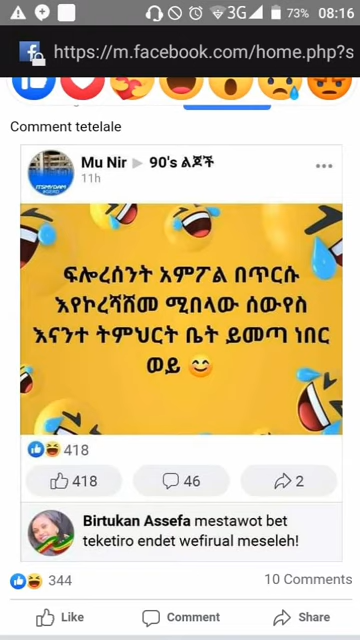 3G 73% 08:16
https://m.facebook.com/home.php?s
Comment tetelale
Mu Nir ▶ 90's ልጆች
11h
ፍሎረሰንት አምፖል በጥርሱ
እየኮረሻሸመ ሚበላው ሰውየስ
እናንተ ትምህርት ቤት ይመጣ ነበር
ወይ 😊
418
418 46 2
Birtukan Assefa mestawot bet
teketiro endet wefirual meseleh!
344 10 Comments
Like Comment Share